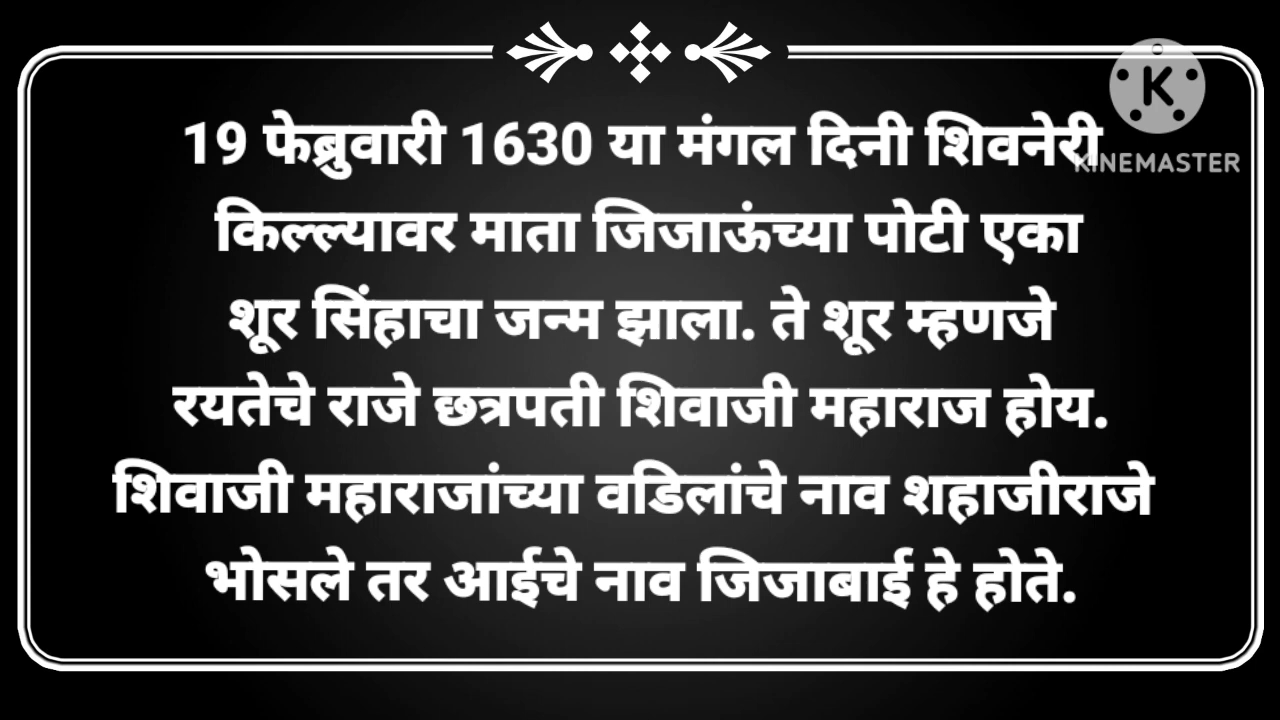 19 फेब्रुवारी 1630 या मंगल दिनी शिवनेरी
किल्ल्यावर माता जिजाऊंच्या पोटी एका
शूर सिंहाचा जन्म झाला. ते शूर म्हणजे
रयतेचे राजे छत्रपती शिवाजी महाराज होय.
शिवाजी महाराजांच्या वडिलांचे नाव शहाजीराजे
भोसले तर आईचे नाव जिजाबाई हे होते.
K
KINEMASTER